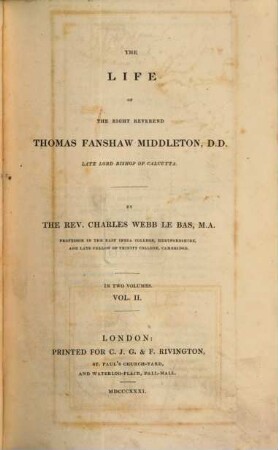 THE
LIFE
OF
THE RIGHT REVEREND
THOMAS FANSHAW MIDDLETON, D.D.
LATE LORD BISHOP OF CALCUTTA.
BY
THE REV. CHARLES WEBB LE BAS, M.A.
PROFESSOR IN THE EAST INDIA COLLEGE, HERTFORDSHIRE,
AND LATE FELLOW OF TRINITY COLLEGE, CAMBRIDGE.
IN TWO VOLUMES.
VOL. II.
LONDON:
PRINTED FOR C. J. G. & F. RIVINGTON,
ST. PAUL'S CHURCH-YARD,
AND WATERLOO-PLACE, PALL-MALL.
MDCCCXXXI.